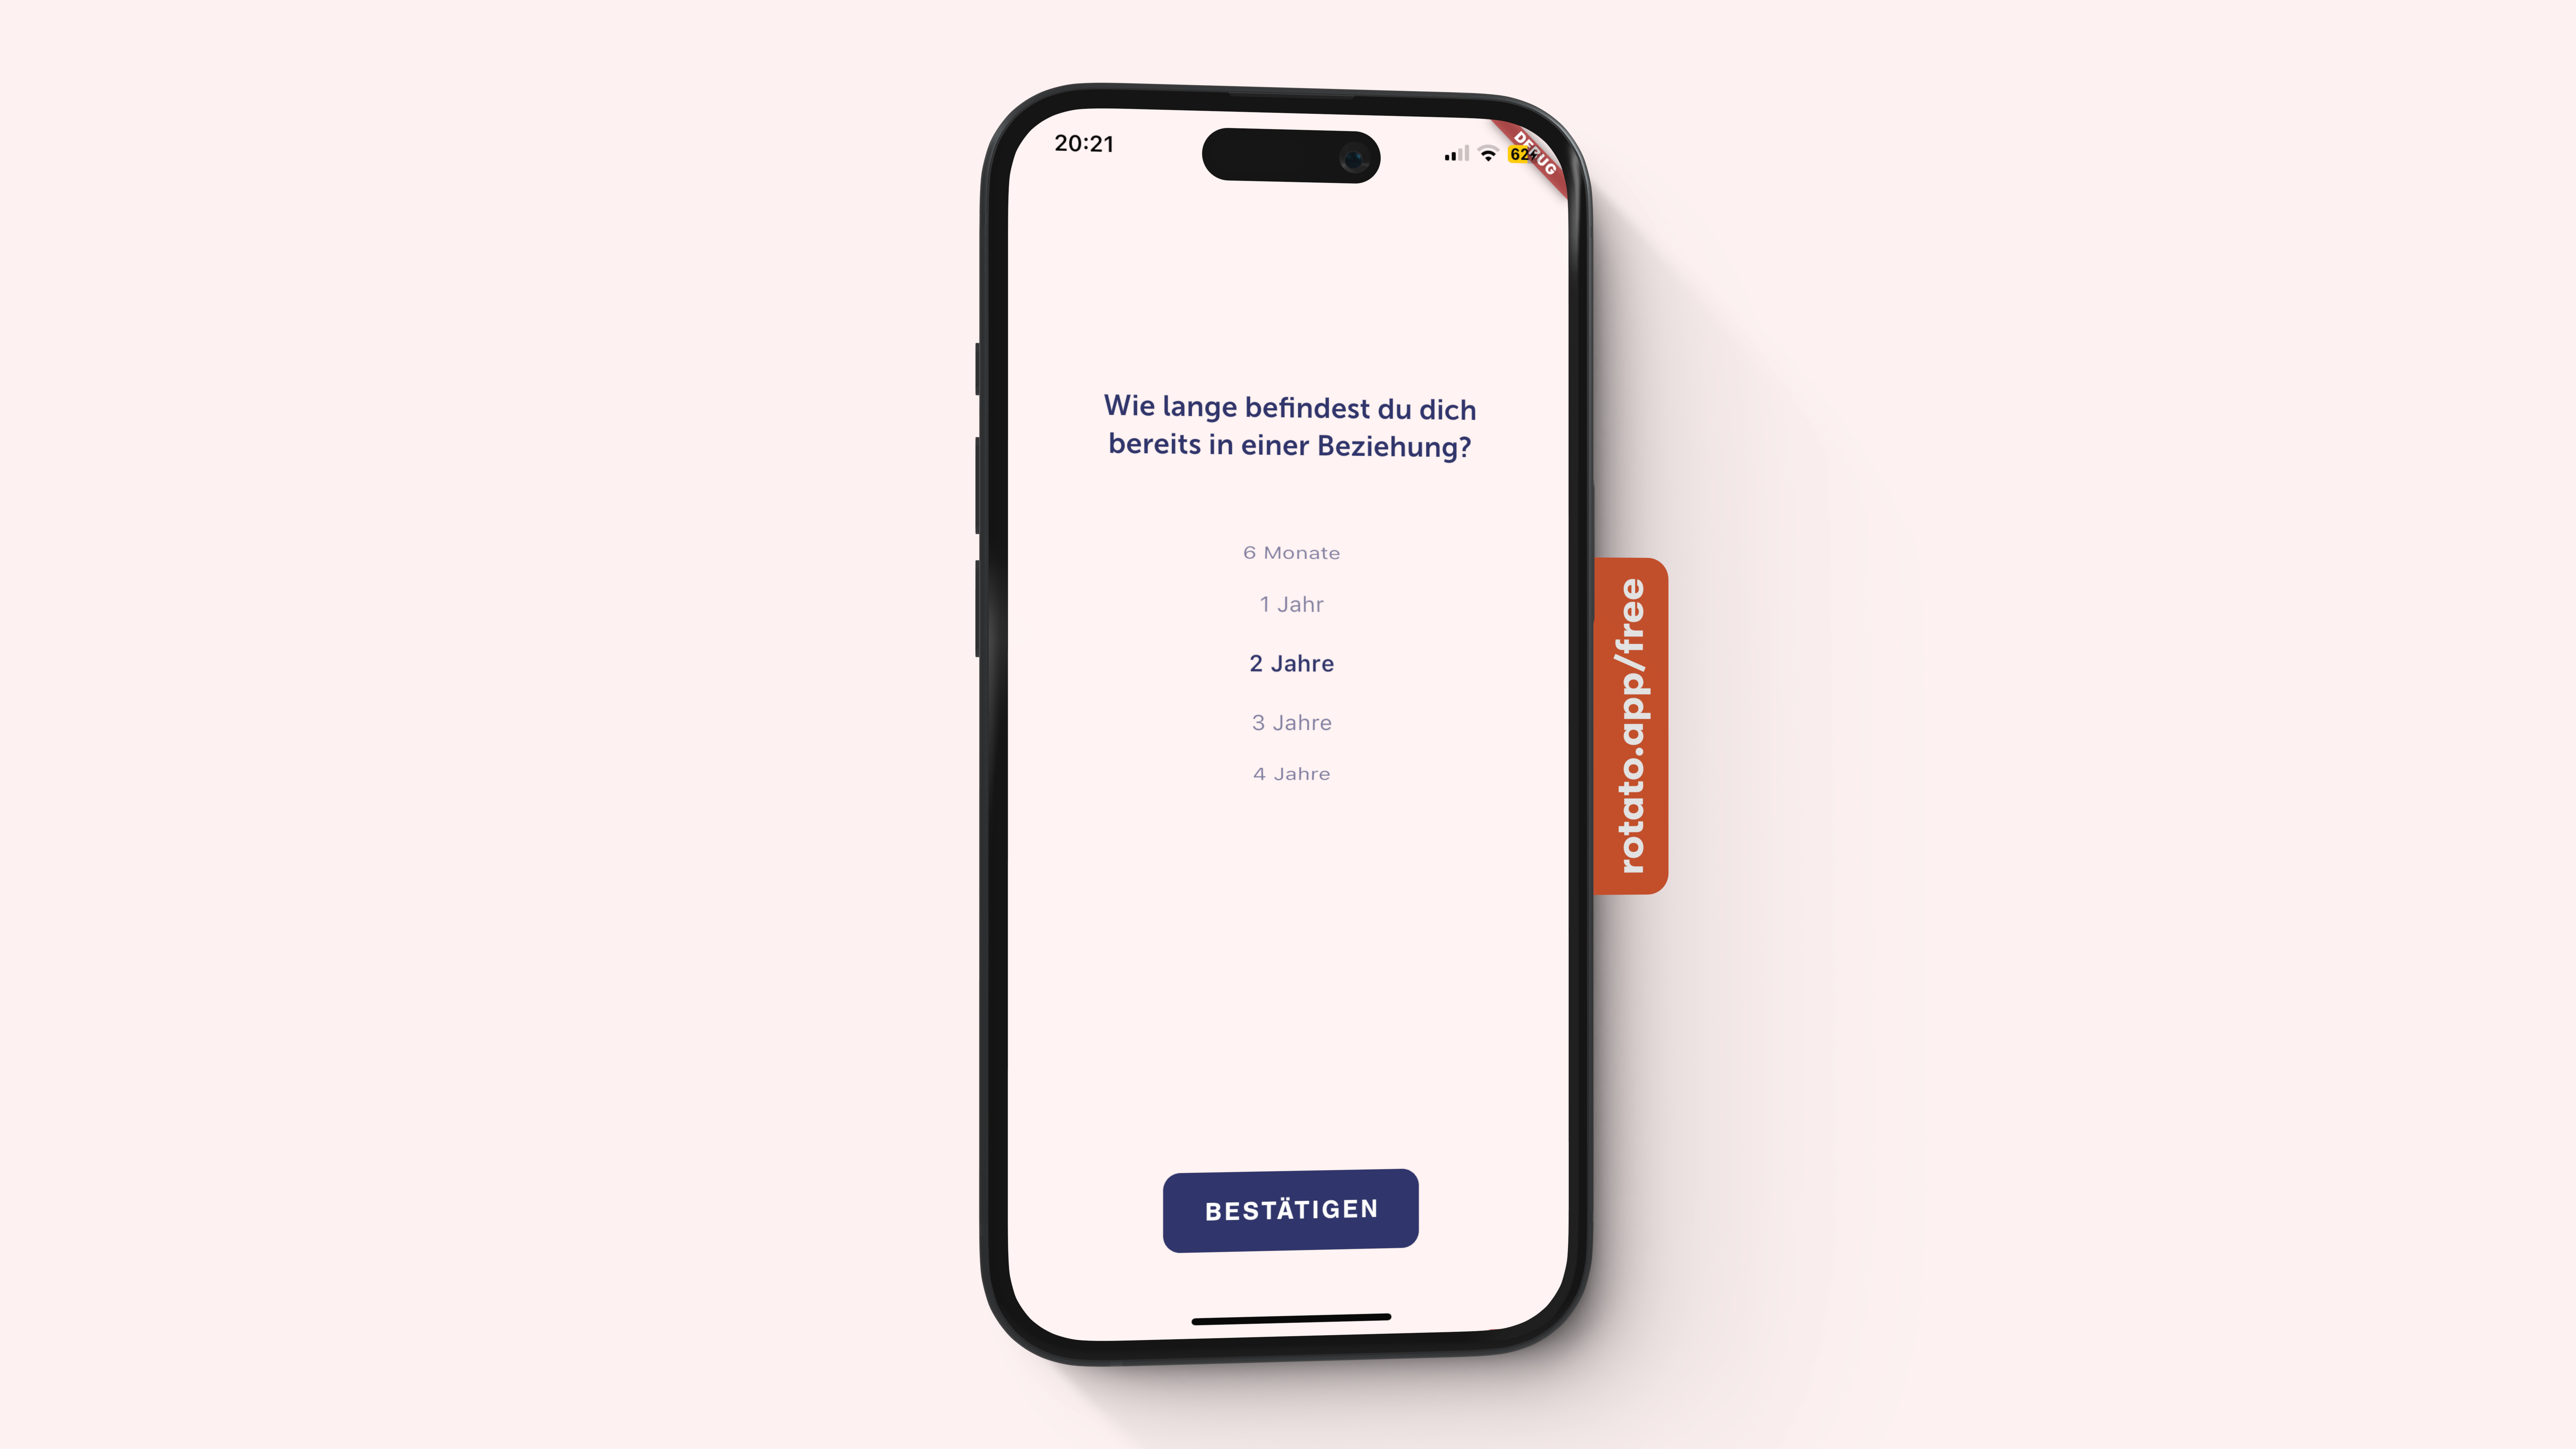 20:21
62
DEBUG
Wie lange befindest du dich
bereits in einer Beziehung?
6 Monate
1 Jahr
2 Jahre
3 Jahre
4 Jahre
BESTÄTIGEN
rotato.app/free